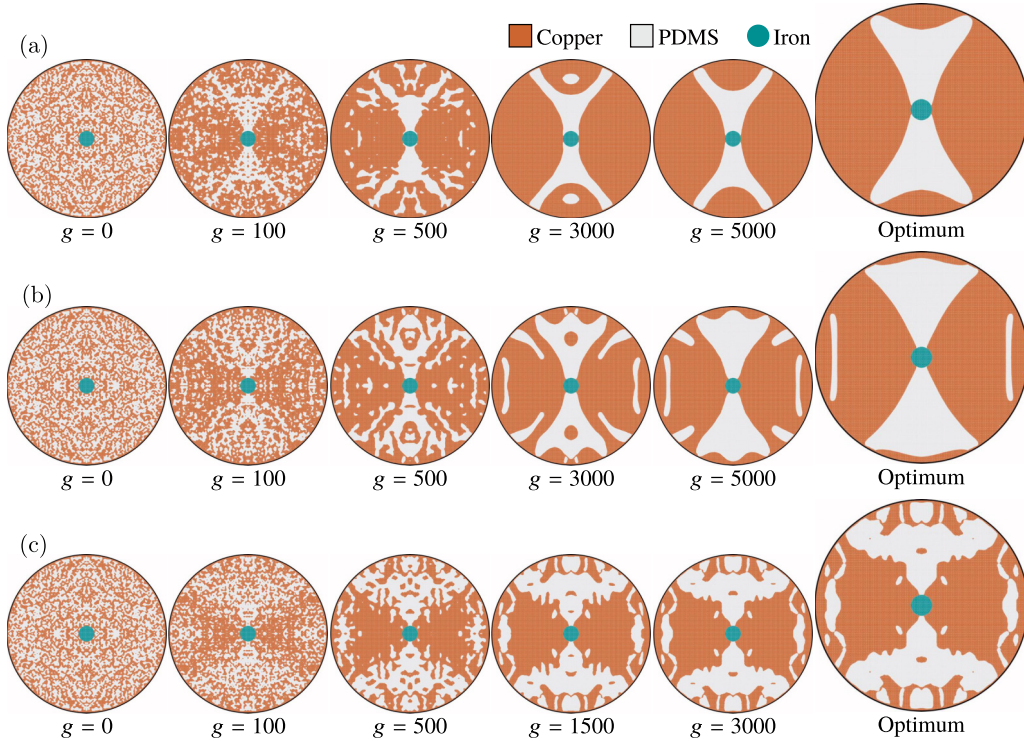 (a)
Copper PDMS Iron
g = 0 g = 100 g = 500 g = 3000 g = 5000 Optimum
(b)
g = 0 g = 100 g = 500 g = 3000 g = 5000 Optimum
(c)
g = 0 g = 100 g = 500 g = 1500 g = 3000 Optimum